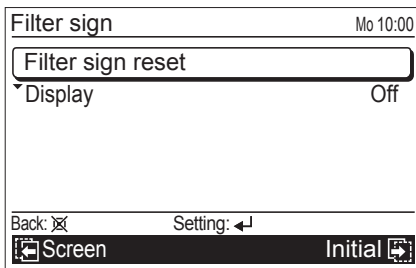 Filter sign Mo 10:00
Filter sign reset
Display Off
Back: Setting:
Screen Initial